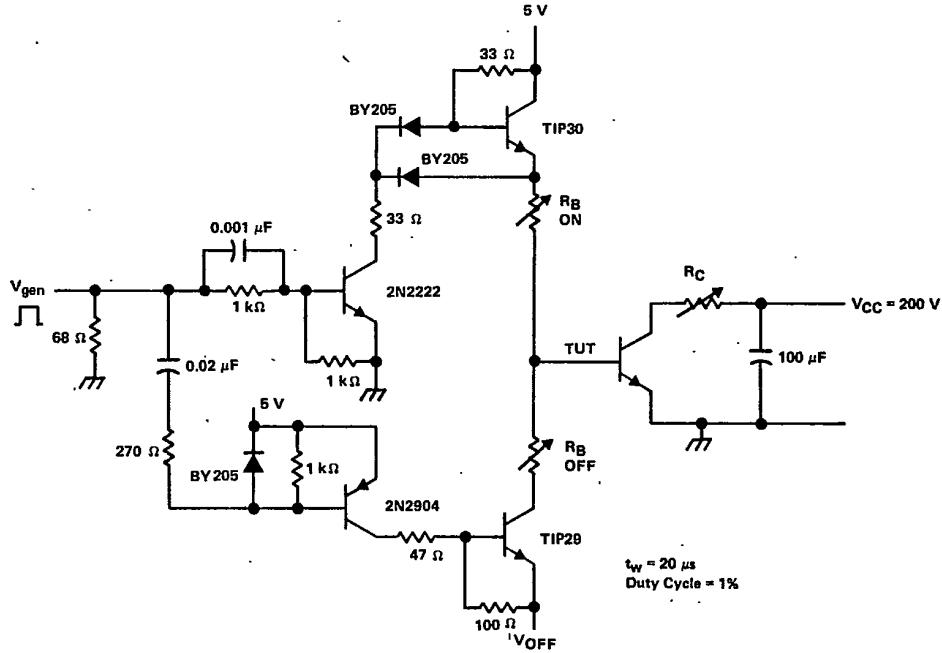 5 V
33 Ω
BY205
TIP30
BY205
R_B
ON
33 Ω
0.001 μF
V_gen
1 kΩ
2N2222
R_C
V_CC = 200 V
68 Ω
0.02 μF
1 kΩ
TUT
100 μF
5 V
270 Ω
BY205
1 kΩ
R_B
OFF
2N2904
TIP29
47 Ω
t_w = 20 μs
Duty Cycle = 1%
100 Ω
V_OFF